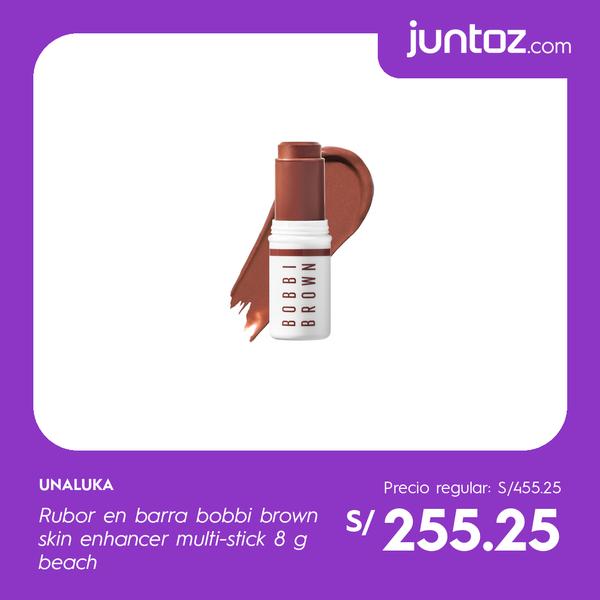 juntoz.com
BOBBI
BROWN
UNALUKA
Rubor en barra bobbi brown
skin enhancer multi-stick 8 g
beach
Precio regular: S/455.25
S/ 255.25